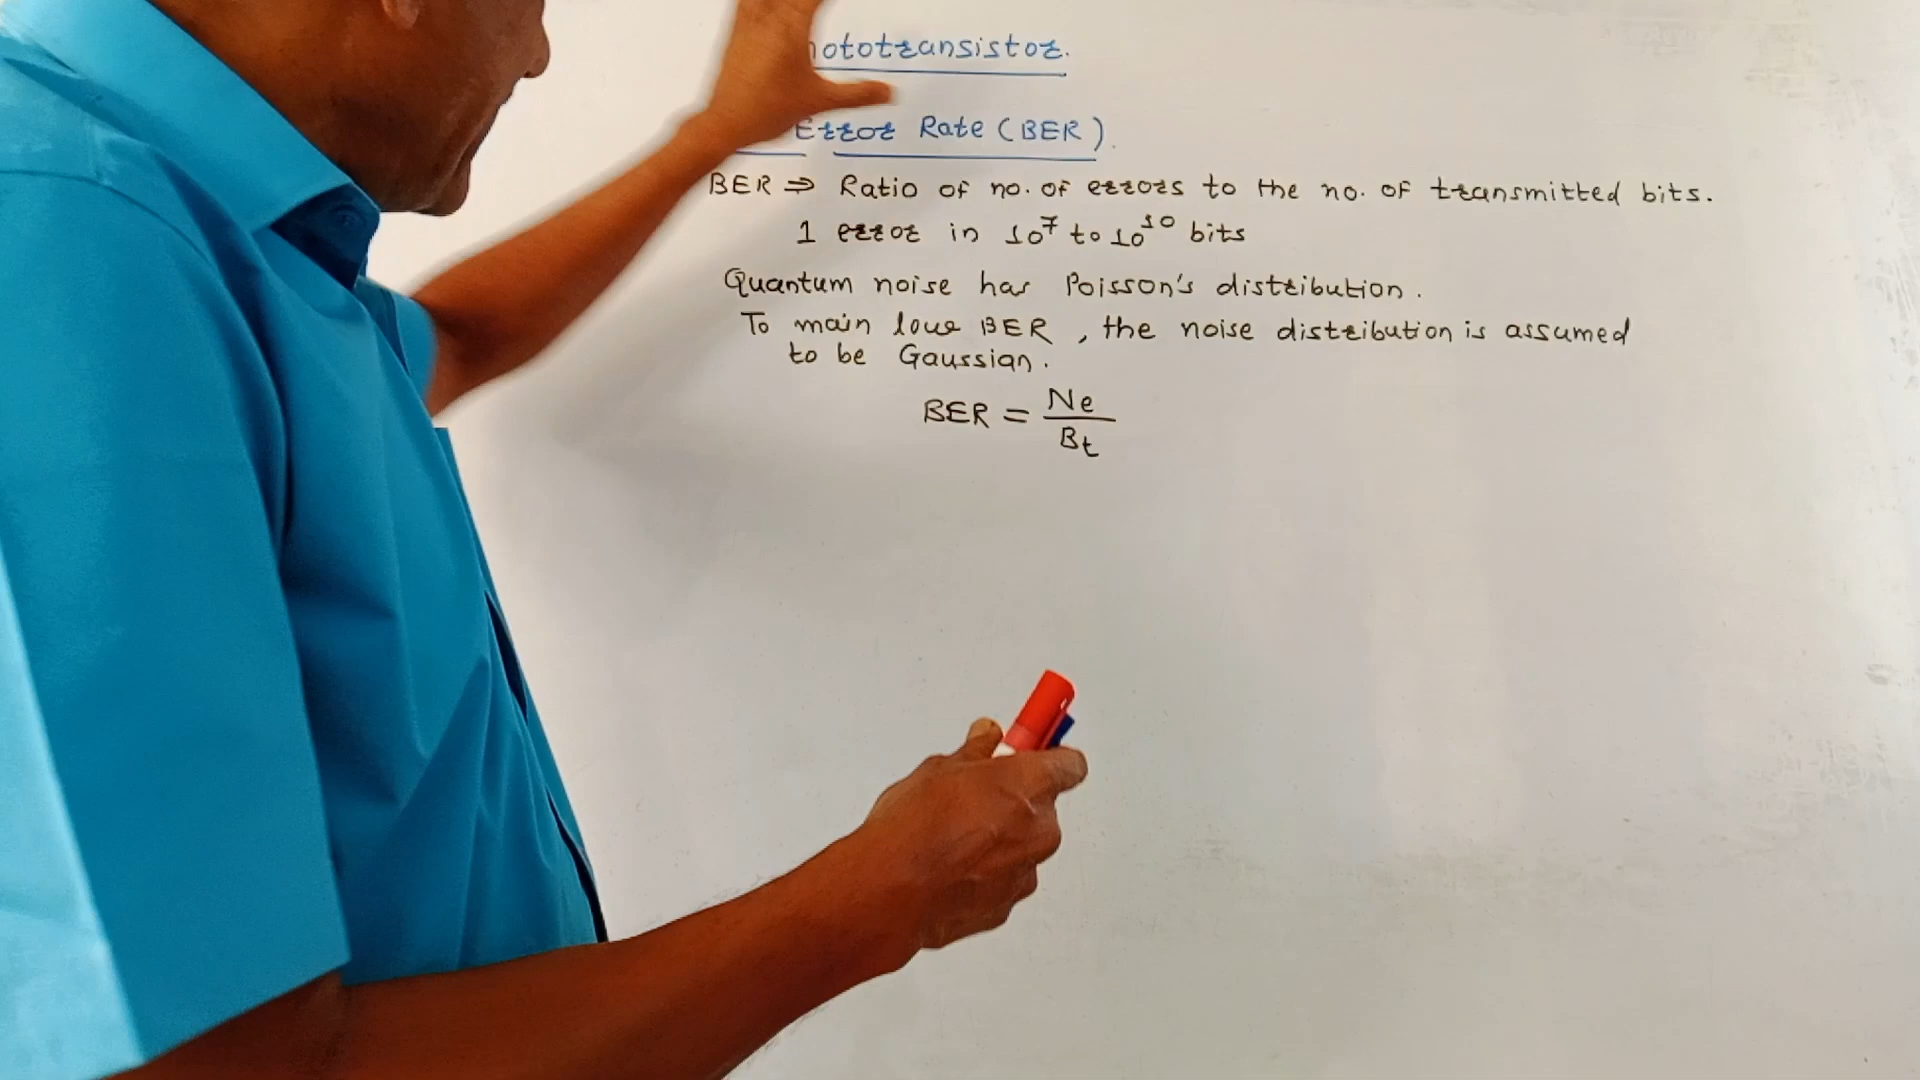 hototransistor.
Error Rate (BER).
BER ⇒ Ratio of no. of errors to the no. of transmitted bits.
1 error in 10⁷ to 10¹⁰ bits
Quantum noise has Poisson's distribution.
To main low BER, the noise distribution is assumed
to be Gaussian.
BER = Ne / Bt